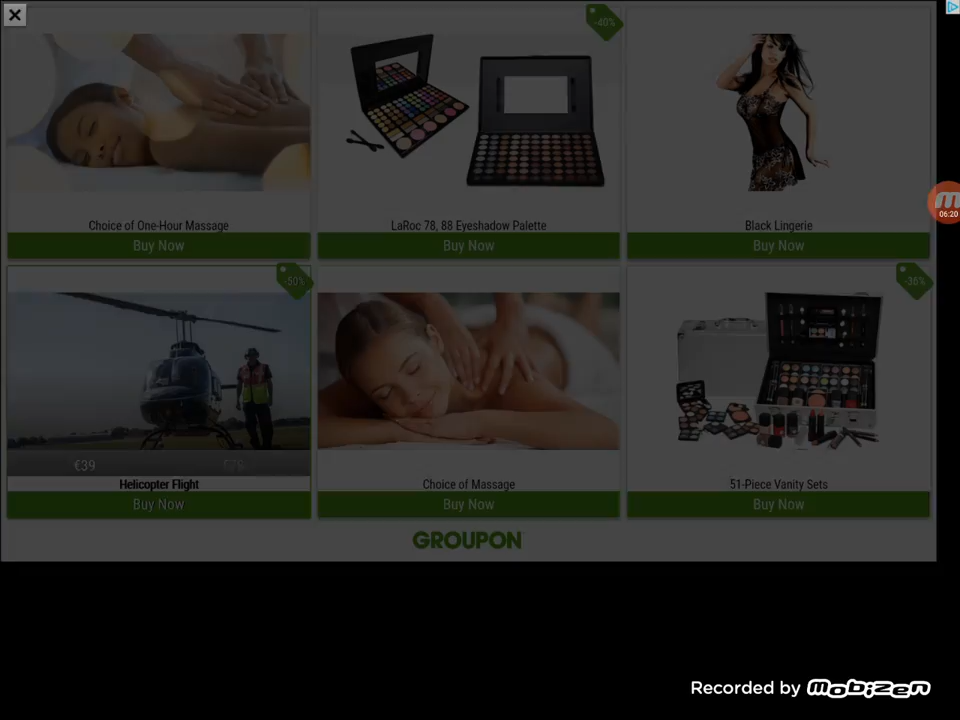 -40%
Choice of One-Hour Massage
LaRoc 78, 88 Eyeshadow Palette
Black Lingerie
Buy Now
Buy Now
Buy Now
06:20
-50%
-36%
€39
€78
Helicopter Flight
Choice of Massage
51-Piece Vanity Sets
Buy Now
Buy Now
Buy Now
GROUPON
Recorded by mobizen